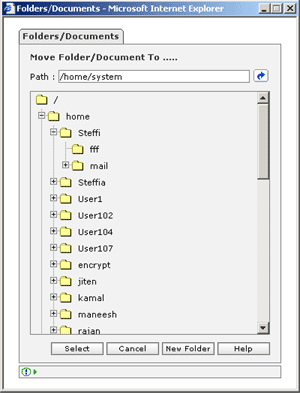 Folders/Documents - Microsoft Internet Explorer
Folders/Documents
Move Folder/Document To .....
Path : /home/system
/
home
Steffi
fff
mail
Steffia
User1
User102
User104
User107
encrypt
jiten
kamal
maneesh
rajan
Select Cancel New Folder Help